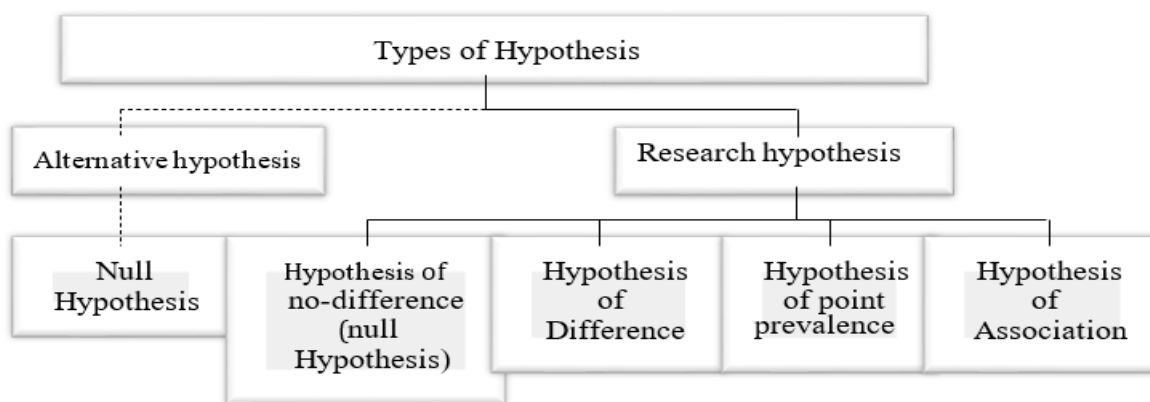 Types of Hypothesis
Alternative hypothesis
Research hypothesis
Null
Hypothesis
Hypothesis of
no-difference
(null
Hypothesis)
Hypothesis
of
Difference
Hypothesis
of point
prevalence
Hypothesis
of
Association